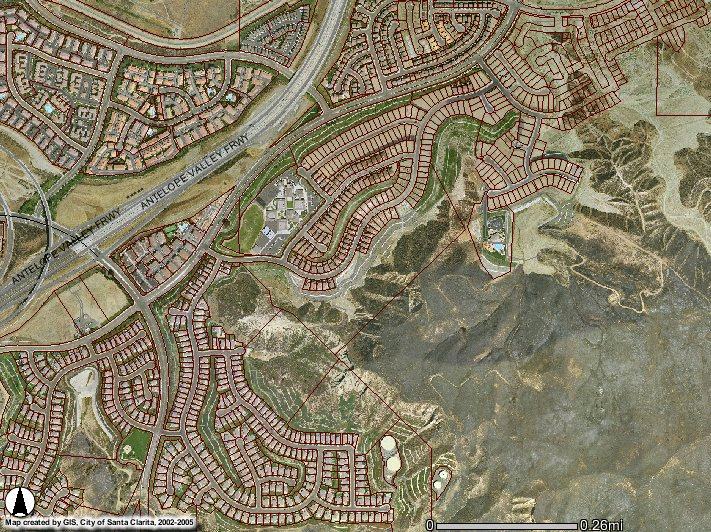 ANTELOPE VALLEY FRWY
ANTELOPE VALLEY FRWY
Map created by GIS, City of Santa Clarita, 2002-2005
0 0.26mi